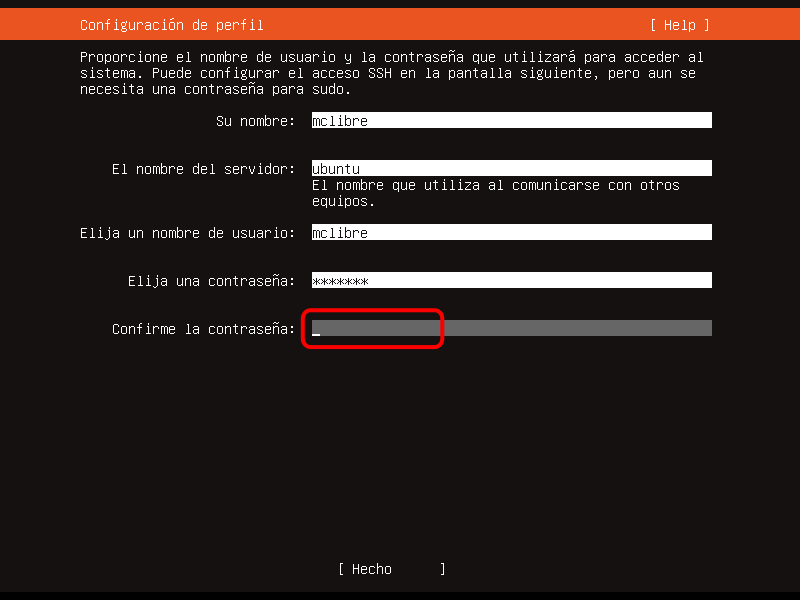 Configuración de perfil [ Help ]
Proporcione el nombre de usuario y la contraseña que utilizará para acceder al
sistema. Puede configurar el acceso SSH en la pantalla siguiente, pero aun se
necesita una contraseña para sudo.
Su nombre: mclibre
El nombre del servidor: ubuntu
El nombre que utiliza al comunicarse con otros
equipos.
Elija un nombre de usuario: mclibre
Elija una contraseña: *******
Confirme la contraseña: _
[ Hecho ]